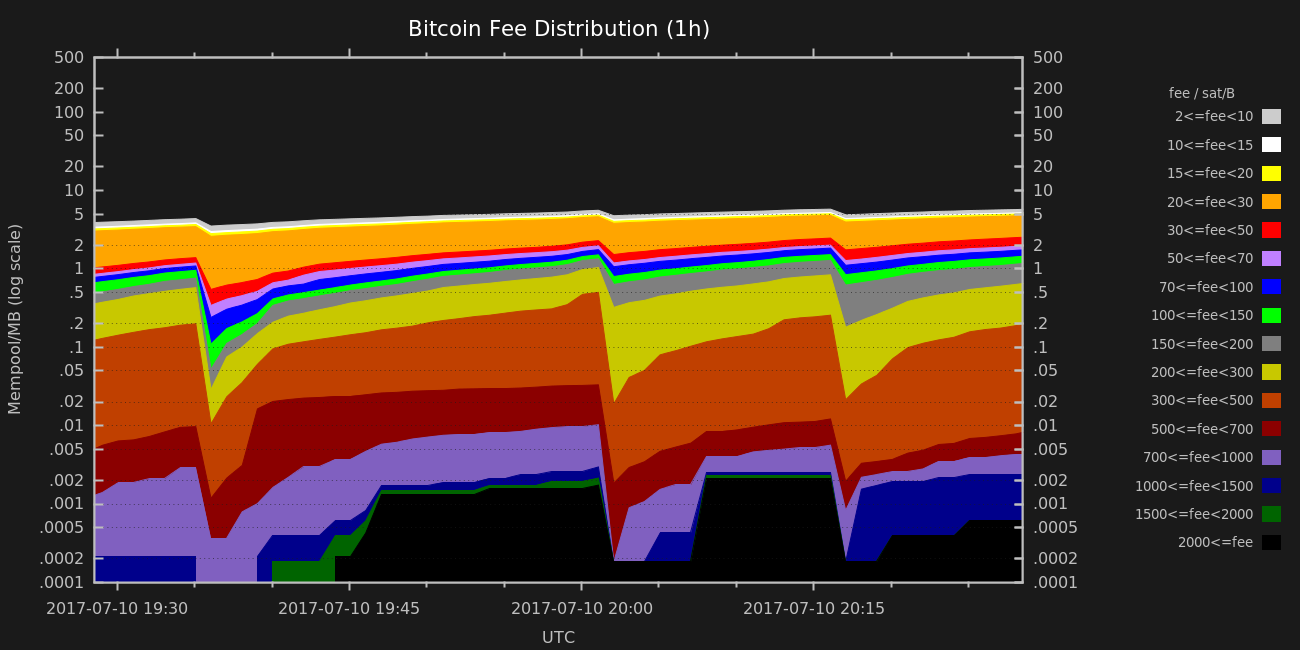 Bitcoin Fee Distribution (1h)
500 500
200 200
100 100
50 50
20 20
10 10
5 5
2 2
1 1
.5 .5
.2 .2
.1 .1
.05 .05
.02 .02
.01 .01
.005 .005
.002 .002
.001 .001
.0005 .0005
.0002 .0002
.0001 .0001
Mempool/MB (log scale)
2017-07-10 19:30 2017-07-10 19:45 2017-07-10 20:00 2017-07-10 20:15
UTC
fee / sat/B
2<=fee<10
10<=fee<15
15<=fee<20
20<=fee<30
30<=fee<50
50<=fee<70
70<=fee<100
100<=fee<150
150<=fee<200
200<=fee<300
300<=fee<500
500<=fee<700
700<=fee<1000
1000<=fee<1500
1500<=fee<2000
2000<=fee